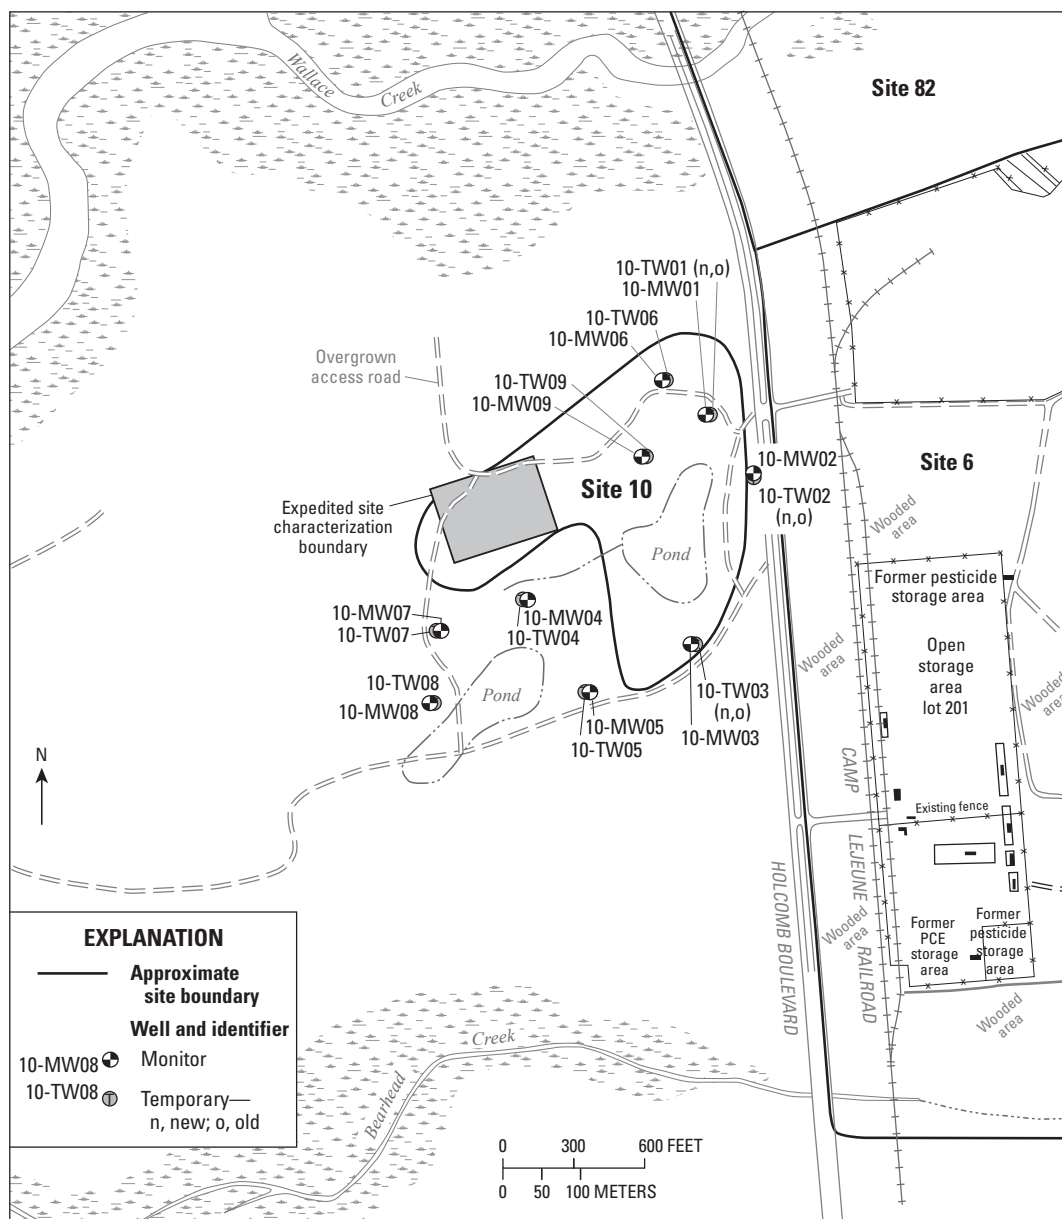 Wallace
Creek
Site 82
10-TW01 (n,o)
10-MW01
10-TW06
10-MW06
Overgrown
access road
10-TW09
10-MW09
10-MW02
10-TW02
(n,o)
Site 6
Site 10
Expedited site
characterization
boundary
Wooded
area
Pond
Former pesticide
storage area
10-MW07
10-TW07
10-MW04
10-TW04
Wooded
area
Open
storage
area
lot 201
Wooded
area
10-TW08
10-MW08
Pond
10-TW03
(n,o)
10-MW03
10-MW05
10-TW05
N
CAMP LEJEUNE RAILROAD
Existing fence
HOLCOMB BOULEVARD
Wooded
area
Former
PCE
storage
area
Former
pesticide
storage
area
Wooded
area
EXPLANATION
Approximate
site boundary
Well and identifier
10-MW08 Monitor
10-TW08 T Temporary—
n, new; o, old
Bearhead
Creek
0 300 600 FEET
0 50 100 METERS